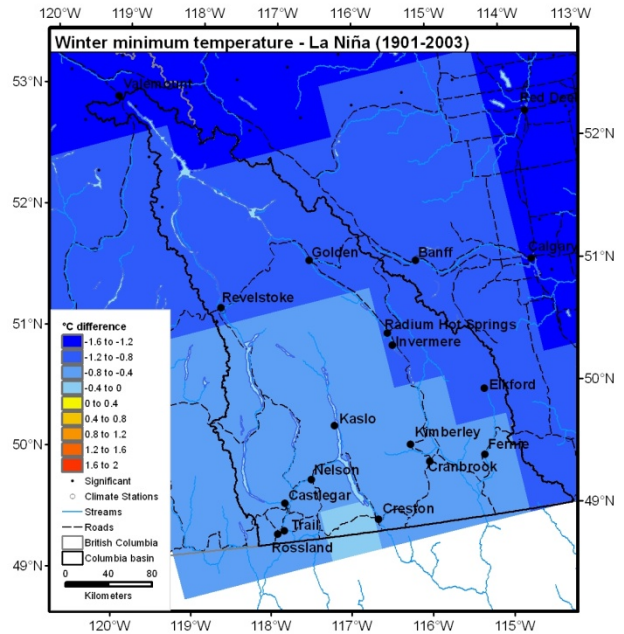 119°W 118°W 117°W 116°W 115°W 114°W 113°W
Winter minimum temperature - La Niña (1901-2003)
53°N
52°N
51°N
50°N
49°N
52°N
51°N
50°N
49°N
Valemount
Red Deer
Golden
Banff
Calgary
Revelstoke
Radium Hot Springs
Invermere
Elkford
Kaslo
Kimberley
Fernie
Cranbrook
Nelson
Castlegar
Creston
Trail
Rossland
°C difference
-1.6 to -1.2
-1.2 to -0.8
-0.8 to -0.4
-0.4 to 0
0 to 0.4
0.4 to 0.8
0.8 to 1.2
1.2 to 1.6
1.6 to 2
Significant
Climate Stations
Streams
Roads
British Columbia
Columbia basin
0 40 80
Kilometers
120°W 119°W 118°W 117°W 116°W 115°W